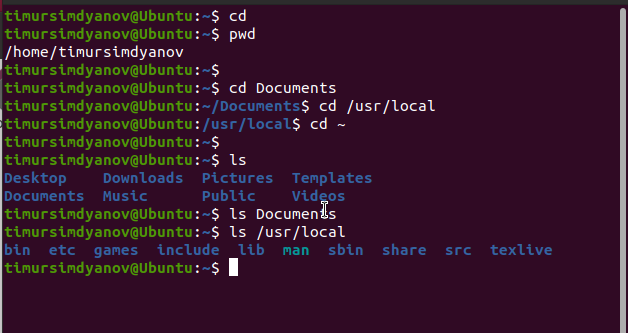 timursimdyanov@Ubuntu:~$ cd
timursimdyanov@Ubuntu:~$ pwd
/home/timursimdyanov
timursimdyanov@Ubuntu:~$
timursimdyanov@Ubuntu:~$ cd Documents
timursimdyanov@Ubuntu:~/Documents$ cd /usr/local
timursimdyanov@Ubuntu:/usr/local$ cd ~
timursimdyanov@Ubuntu:~$
timursimdyanov@Ubuntu:~$ ls
Desktop    Downloads  Pictures  Templates
Documents  Music      Public    Videos
timursimdyanov@Ubuntu:~$ ls Documents
timursimdyanov@Ubuntu:~$ ls /usr/local
bin  etc  games  include  lib  man  sbin  share  src  texlive
timursimdyanov@Ubuntu:~$